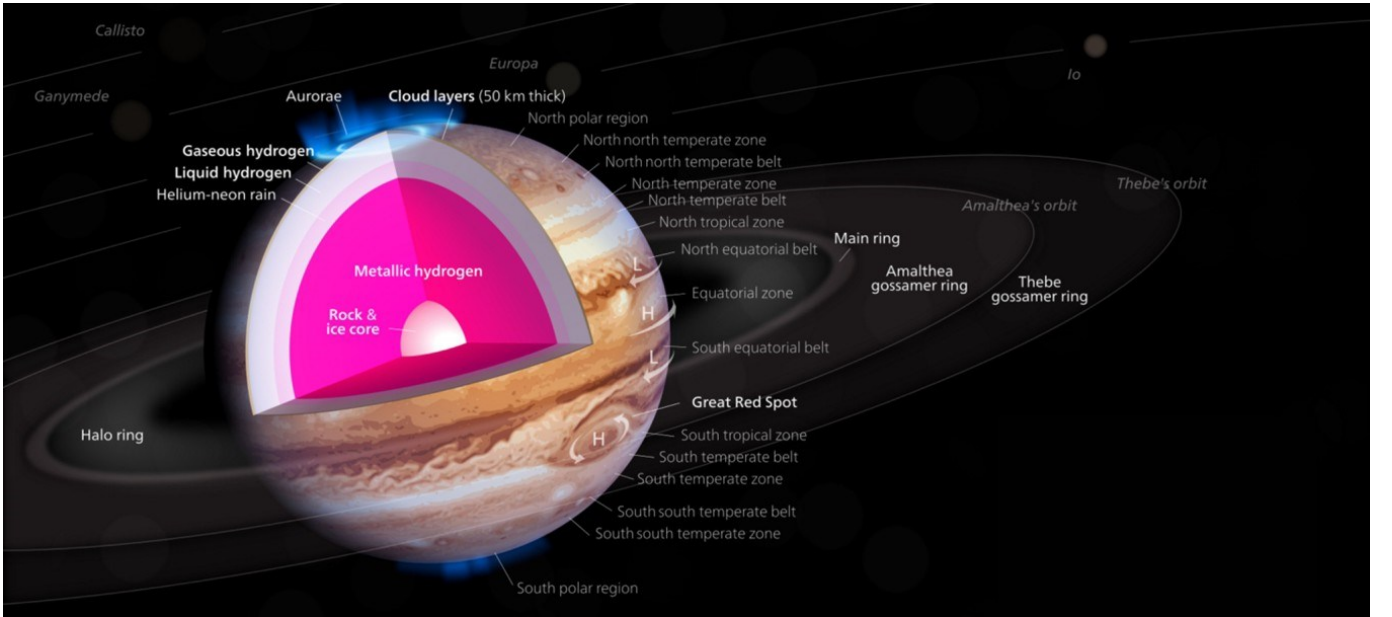 Callisto
Europa
Io
Ganymede
Aurorae
Cloud layers (50 km thick)
North polar region
North north temperate zone
Gaseous hydrogen
North north temperate belt
Liquid hydrogen
North temperate zone
Thebe's orbit
Helium-neon rain
North temperate belt
Amalthea's orbit
North tropical zone
Main ring
North equatorial belt
L
Metallic hydrogen
Amalthea
gossamer ring
Thebe
gossamer ring
Equatorial zone
H
Rock &
ice core
South equatorial belt
L
Great Red Spot
Halo ring
H
South tropical zone
South temperate belt
South temperate zone
South south temperate belt
South south temperate zone
South polar region